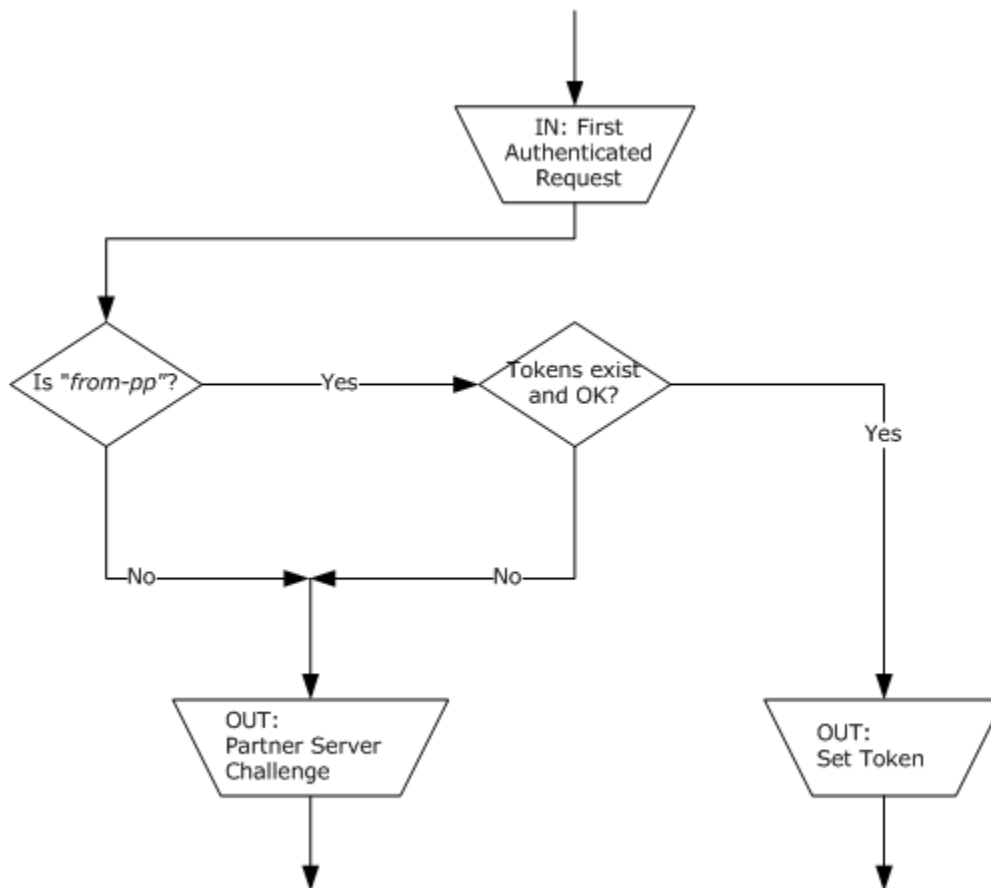 IN: First
Authenticated
Request
Is "from-pp"?
Yes
Tokens exist
and OK?
Yes
No
No
OUT:
Partner Server
Challenge
OUT:
Set Token